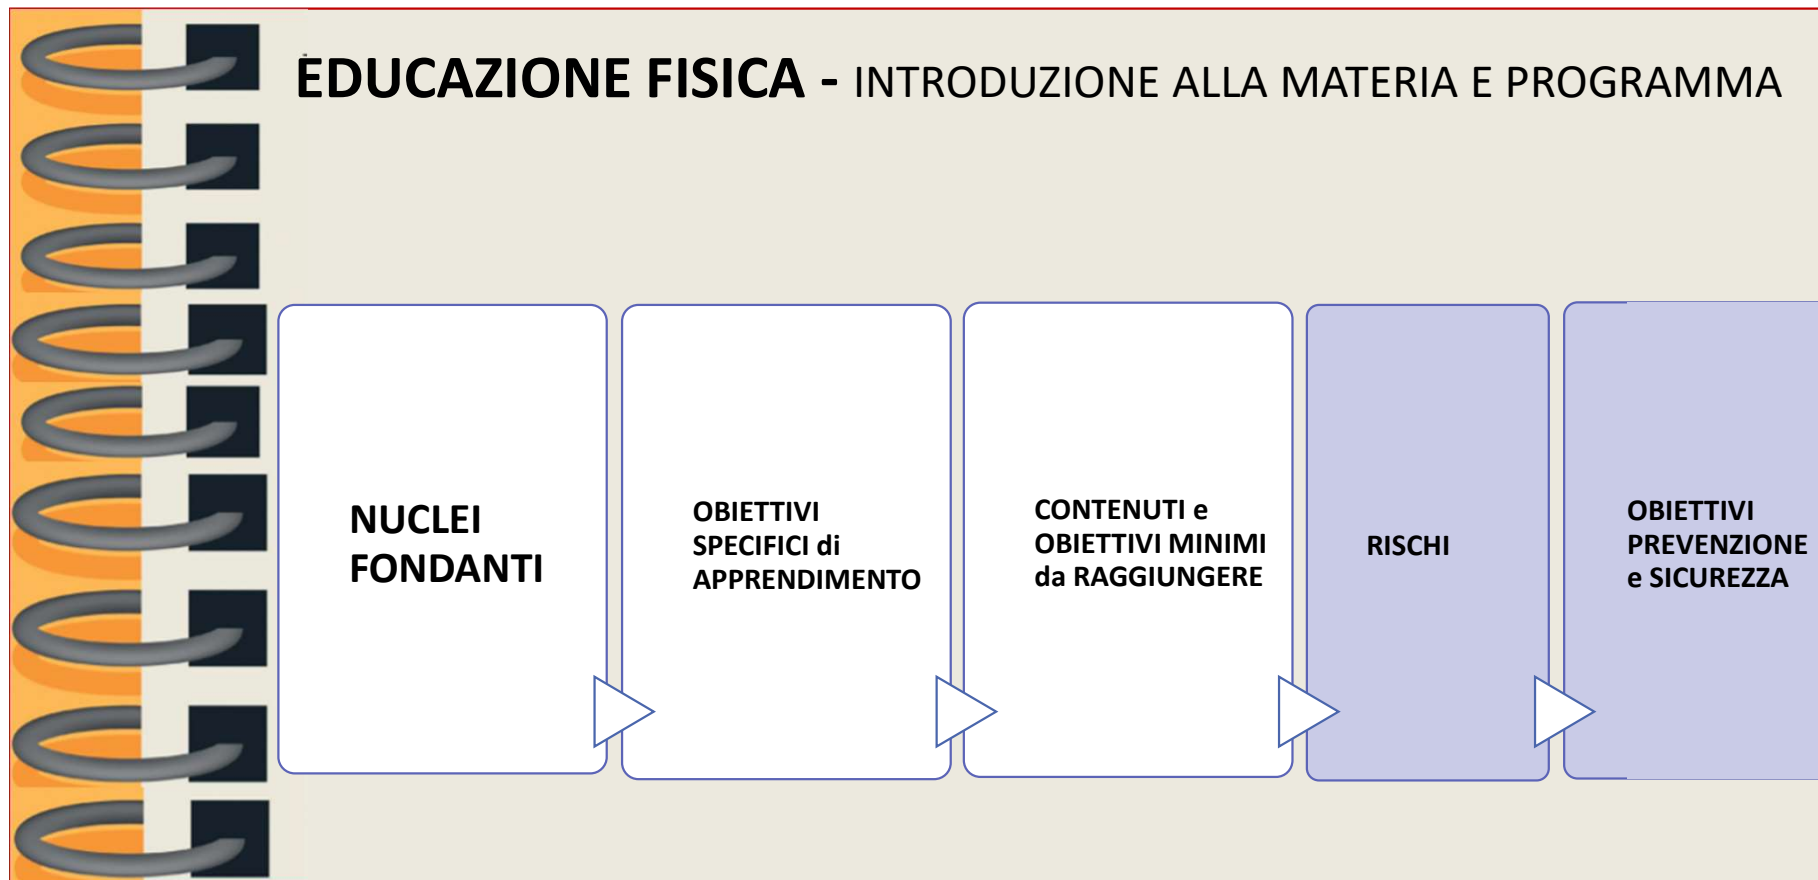 EDUCAZIONE FISICA - INTRODUZIONE ALLA MATERIA E PROGRAMMA
NUCLEI
FONDANTI
OBIETTIVI
SPECIFICI di
APPRENDIMENTO
CONTENUTI e
OBIETTIVI MINIMI
da RAGGIUNGERE
RISCHI
OBIETTIVI
PREVENZIONE
e SICUREZZA